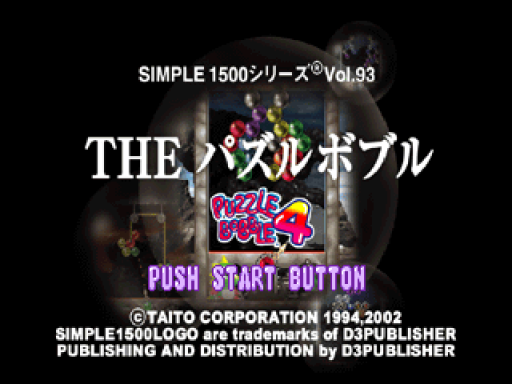 SIMPLE 1500シリーズ®Vol.93
THE パズルボブル
PUZZLE
BOBBLE 4
PUSH START BUTTON
©TAITO CORPORATION 1994,2002
SIMPLE1500LOGO are trademarks of D3PUBLISHER
PUBLISHING AND DISTRIBUTION by D3PUBLISHER